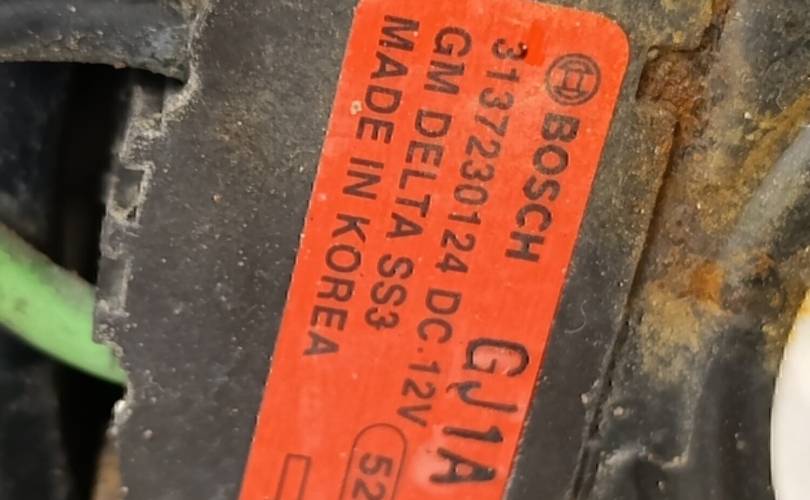 BOSCH GJ1A
3137230124 DC.12V
GM DELTA SS3 52
MADE IN KOREA